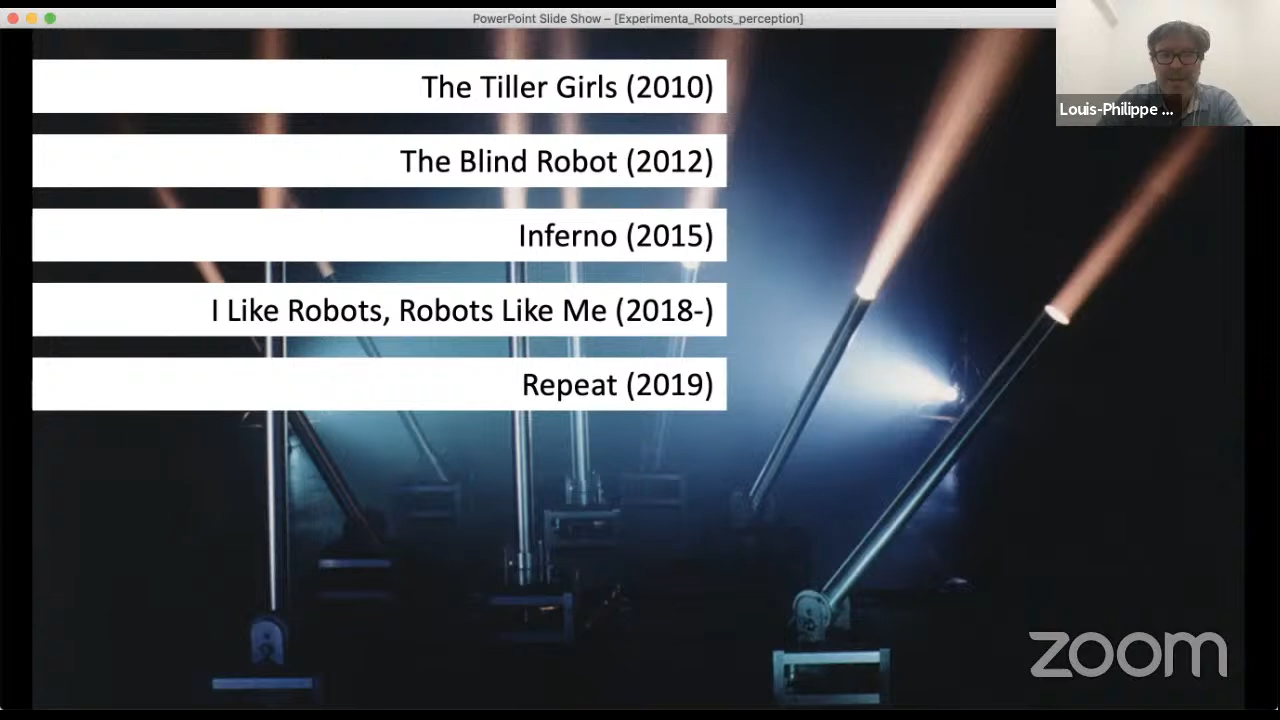 PowerPoint Slide Show – [Experimenta_Robots_perception]
Louis-Philippe ...
The Tiller Girls (2010)
The Blind Robot (2012)
Inferno (2015)
I Like Robots, Robots Like Me (2018-)
Repeat (2019)
zoom